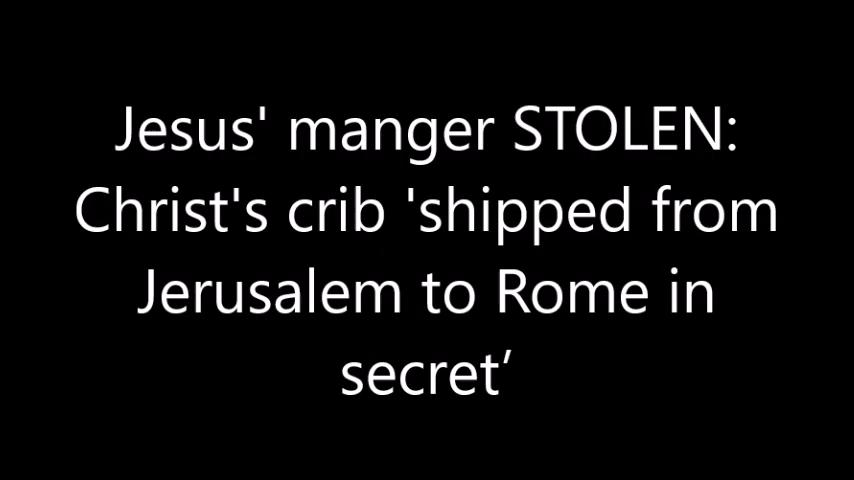 Jesus' manger STOLEN:
Christ's crib 'shipped from
Jerusalem to Rome in
secret’